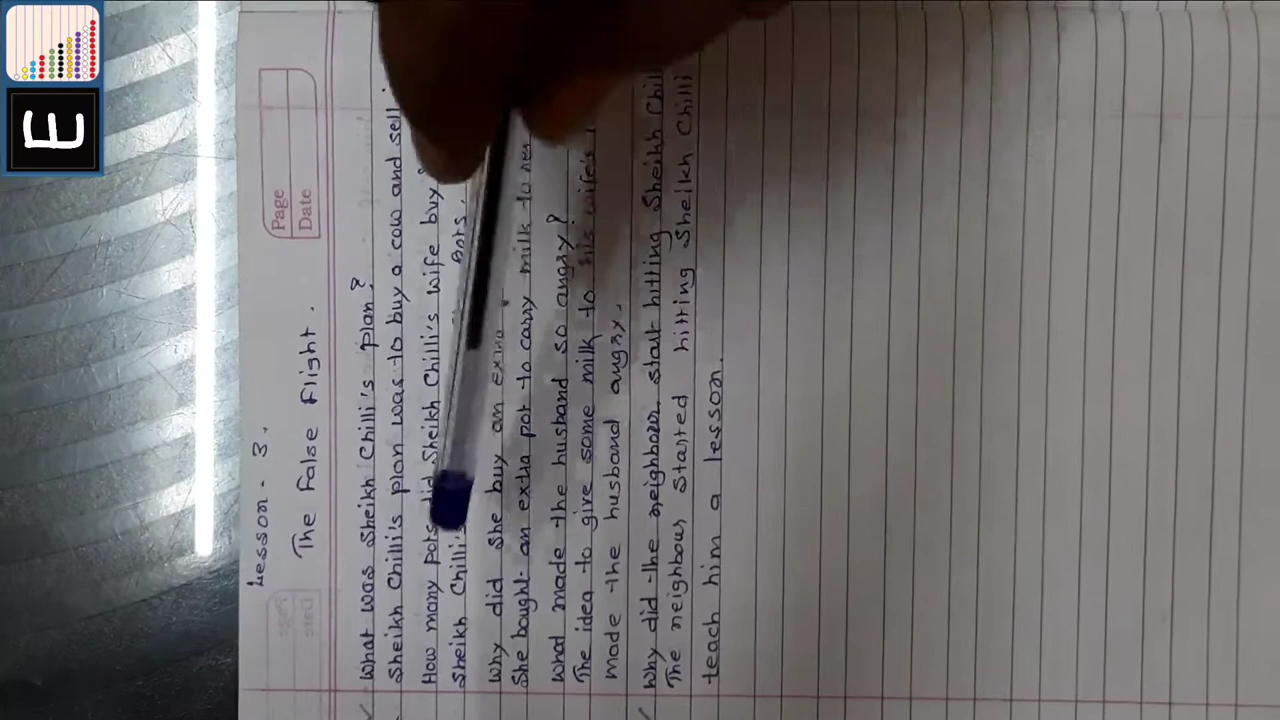 E
Page
Date
Lesson - 3.
The False Flight.
What was Sheikh Chilli's plan?
Sheikh Chilli's plan was to buy a cow and sell
How many pots did Sheikh Chilli's wife buy?
Sheikh Chilli's pots.
Why did she buy an extra
She bought an extra pot to carry milk to her
What made the husband so angry?
The idea to give some milk to his wife's
made the husband angry.
Why did the neighbour start hitting Sheikh Chilli
The neighbour started hitting Sheikh Chilli
teach him a lesson.